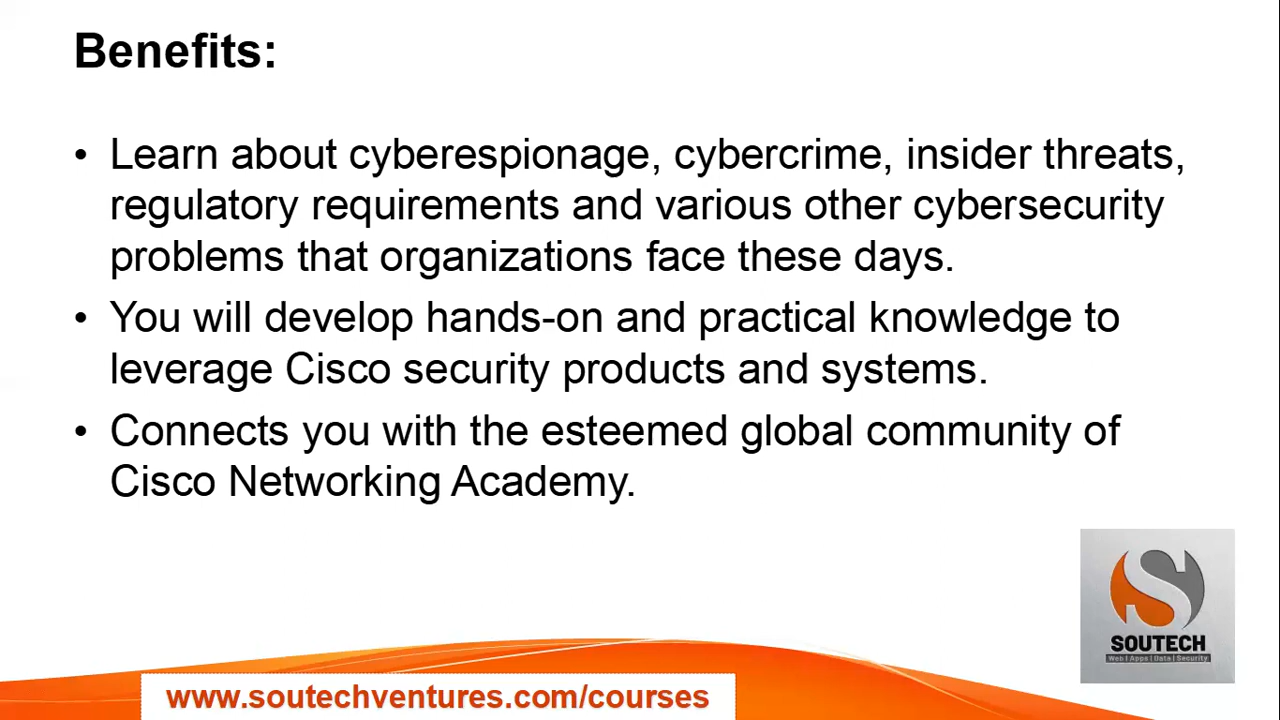 Benefits:
• Learn about cyberespionage, cybercrime, insider threats,
regulatory requirements and various other cybersecurity
problems that organizations face these days.
• You will develop hands-on and practical knowledge to
leverage Cisco security products and systems.
• Connects you with the esteemed global community of
Cisco Networking Academy.
SOUTECH
Web | Apps | Data | Security
www.soutechventures.com/courses